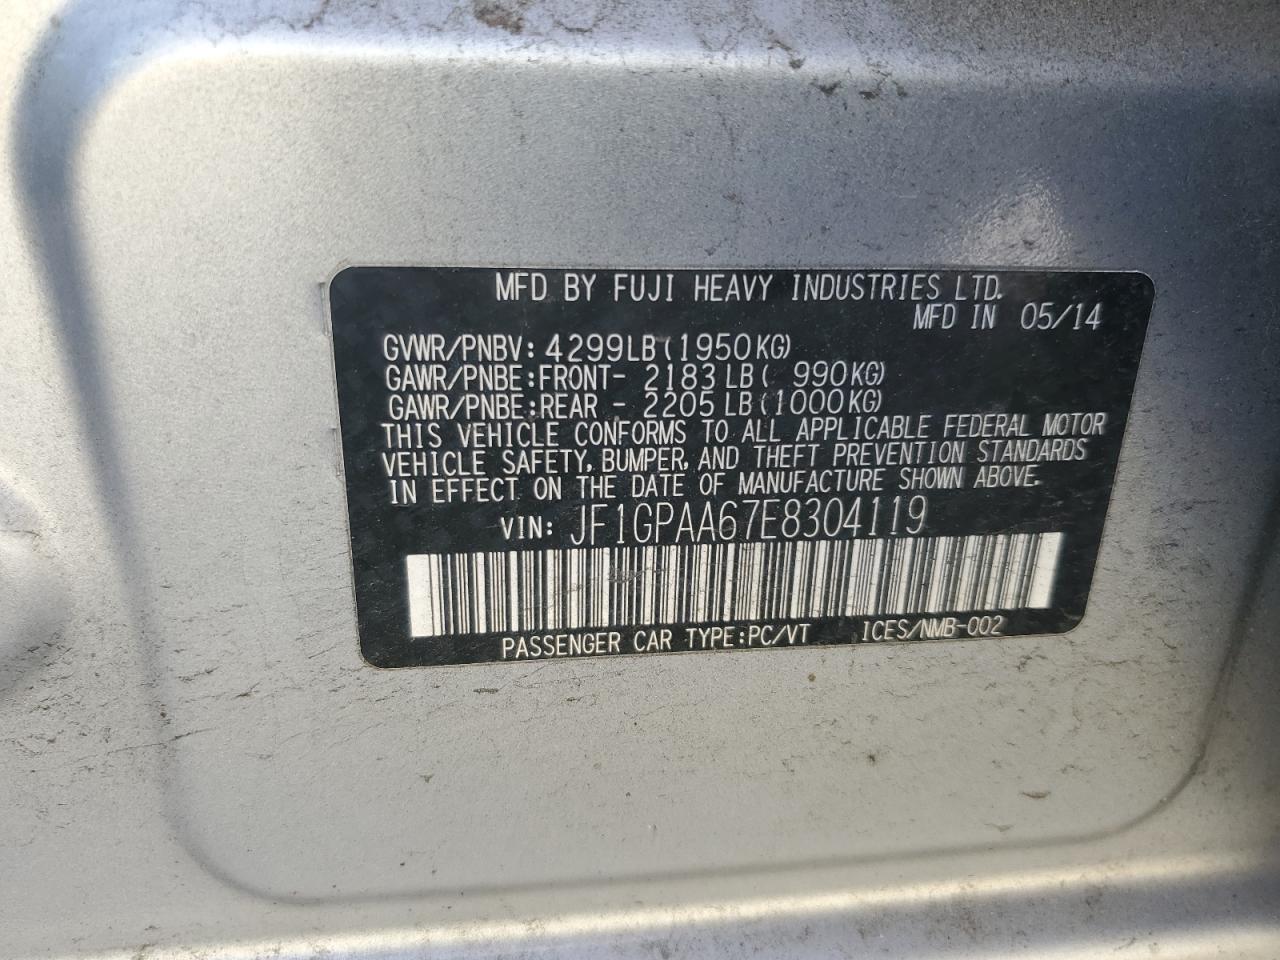 MFD BY FUJI HEAVY INDUSTRIES LTD.
MFD IN 05/14
GVWR/PNBV: 4299LB(1950KG)
GAWR/PNBE:FRONT- 2183LB( 990KG)
GAWR/PNBE:REAR - 2205LB(1000KG)
THIS VEHICLE CONFORMS TO ALL APPLICABLE FEDERAL MOTOR
VEHICLE SAFETY, BUMPER, AND THEFT PREVENTION STANDARDS
IN EFFECT ON THE DATE OF MANUFACTURE SHOWN ABOVE.
VIN: JF1GPAA67E8304119
PASSENGER CAR TYPE:PC/VT ICES/NMB-002